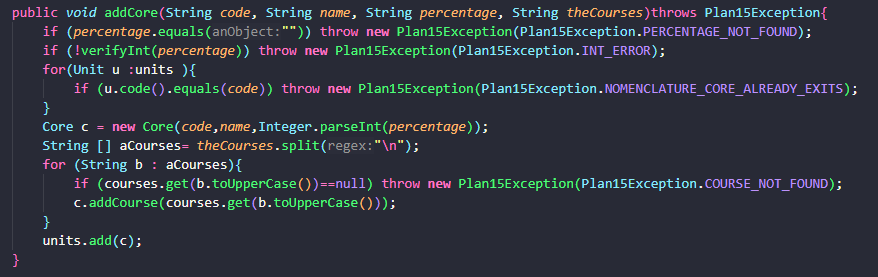 public void addCore(String code, String name, String percentage, String theCourses)throws Plan15Exception{
    if (percentage.equals(anObject:"")) throw new Plan15Exception(Plan15Exception.PERCENTAGE_NOT_FOUND);
    if (!verifyInt(percentage)) throw new Plan15Exception(Plan15Exception.INT_ERROR);
    for(Unit u :units ){
        if (u.code().equals(code)) throw new Plan15Exception(Plan15Exception.NOMENCLATURE_CORE_ALREADY_EXITS);
    }
    Core c = new Core(code,name,Integer.parseInt(percentage));
    String [] aCourses= theCourses.split(regex:"\n");
    for (String b : aCourses){
        if (courses.get(b.toUpperCase())==null) throw new Plan15Exception(Plan15Exception.COURSE_NOT_FOUND);
        c.addCourse(courses.get(b.toUpperCase()));
    }
    units.add(c);
}